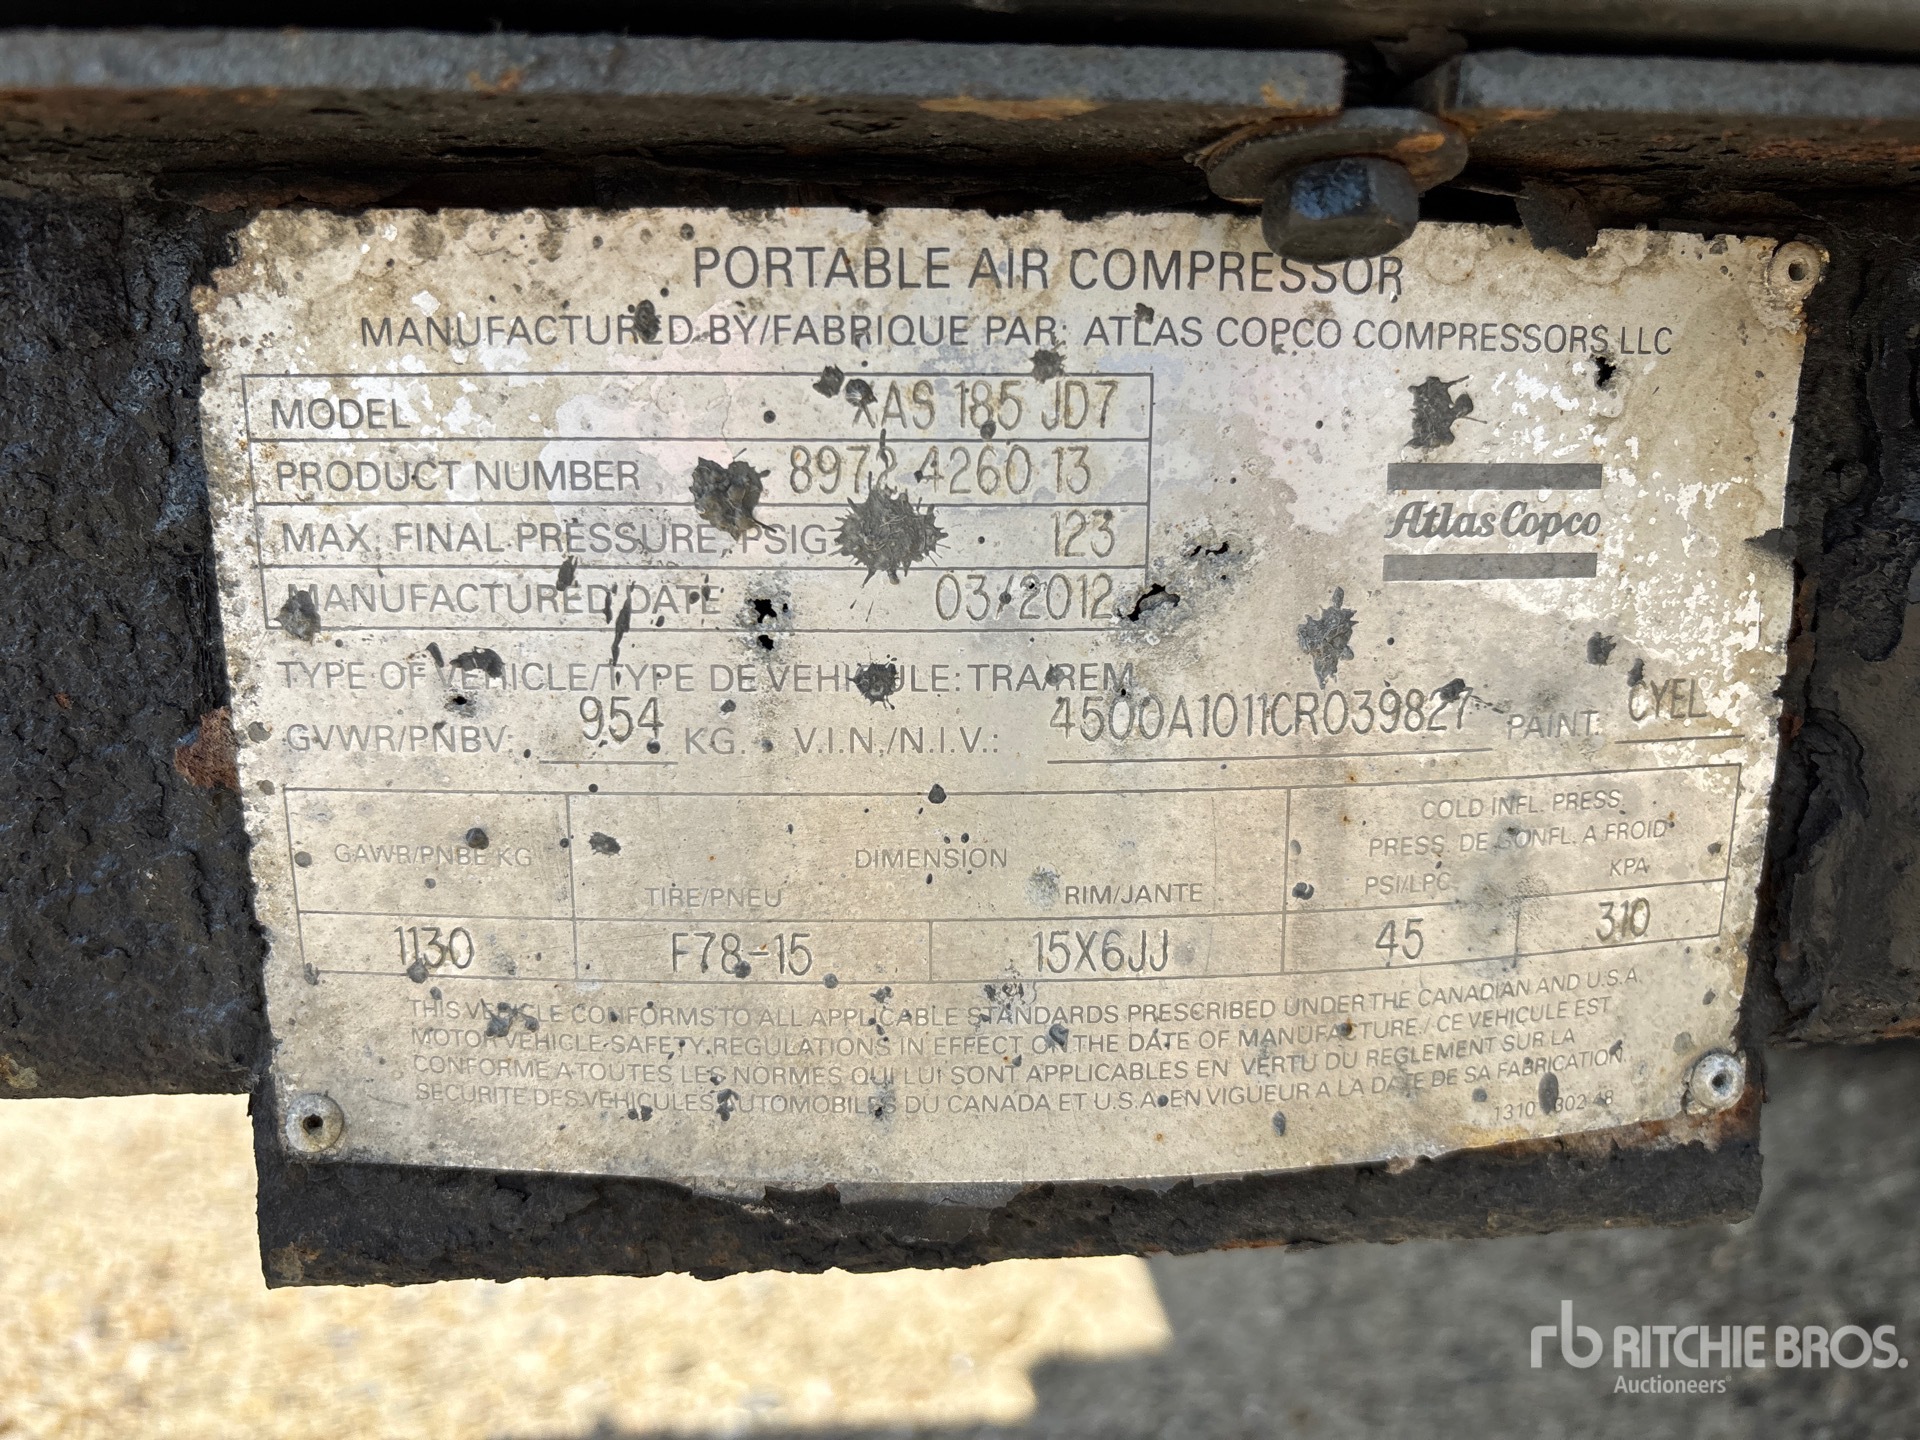 PORTABLE AIR COMPRESSOR
MANUFACTURED BY/FABRIQUE PAR: ATLAS COPCO COMPRESSORS LLC
MODEL XAS 185 JD7
PRODUCT NUMBER 8972 4260 13
MAX. FINAL PRESSURE, PSIG 123
MANUFACTURED DATE 03/2012
Atlas Copco
TYPE OF VEHICLE/TYPE DE VEHICULE: TRA/REM
GVWR/PNBV: 954 KG. V.I.N./N.I.V.: 4500A1011CR039827 PAINT: CYEL
GAWR/PNBE KG
DIMENSION
TIRE/PNEU RIM/JANTE
COLD INFL. PRESS.
PRESS. DE GONFL. A FROID
PSI/LPC. KPA
1130 F78-15 15X6JJ 45 310
THIS VEHICLE CONFORMS TO ALL APPLICABLE STANDARDS PRESCRIBED UNDER THE CANADIAN AND U.S.A.
MOTOR VEHICLE SAFETY REGULATIONS IN EFFECT ON THE DATE OF MANUFACTURE./ CE VEHICULE EST
CONFORME A TOUTES LES NORMES QUI LUI SONT APPLICABLES EN VERTU DU REGLEMENT SUR LA
SECURITE DES VEHICULES AUTOMOBILES DU CANADA ET U.S.A. EN VIGUEUR A LA DATE DE SA FABRICATION.
rb RITCHIE BROS.
Auctioneers